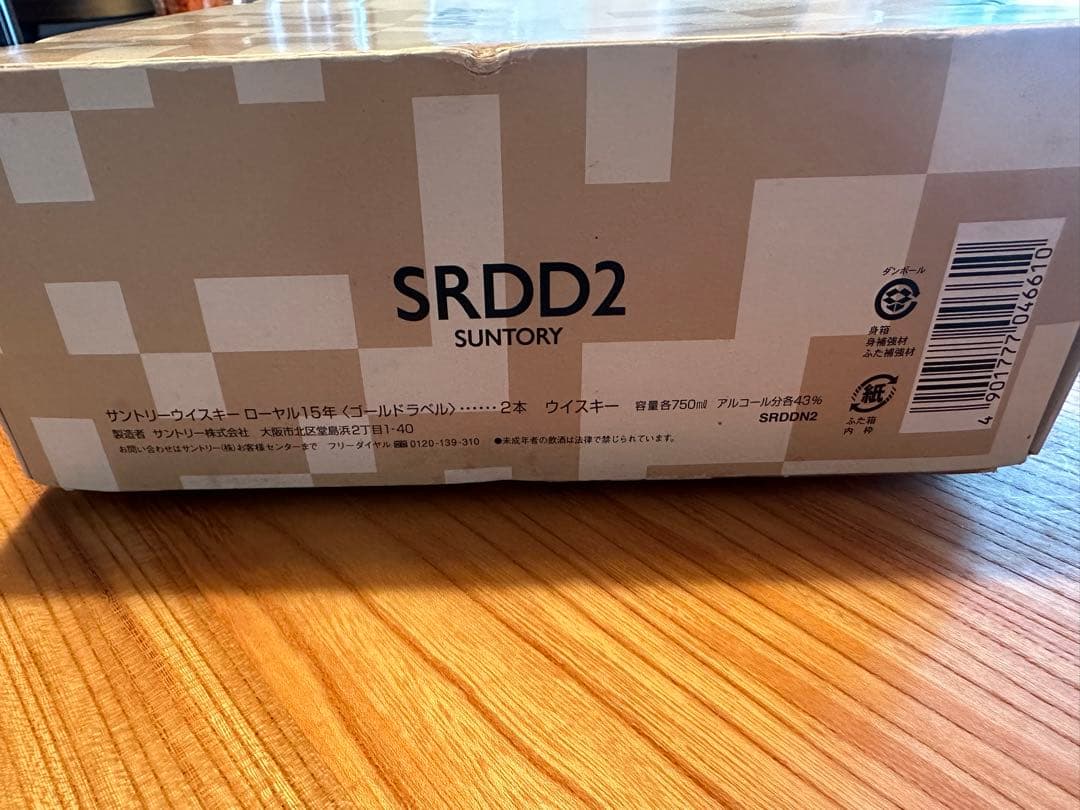 SRDD2
SUNTORY
サントリーウイスキー ローヤル15年〈ゴールドラベル〉……2本 ウイスキー 容量各750㎖ アルコール分各43%
SRDDN2
製造者 サントリー株式会社 大阪市北区堂島浜2丁目1-40
お問い合わせはサントリー(株)お客様センターまで フリーダイヤル 0120-139-310 ●未成年者の飲酒は法律で禁じられています。
ダンボール
身箱
身補強材
ふた補強材
紙
ふた箱
内枠
4 901777 046610